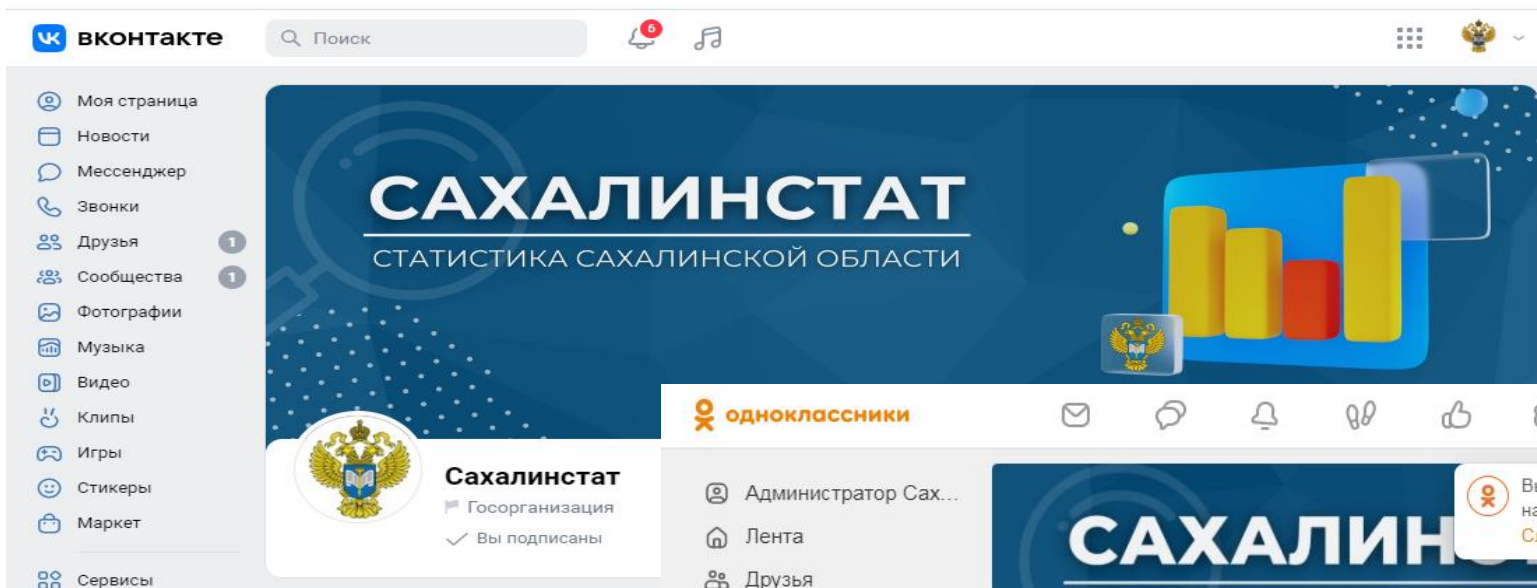 вконтакте
Поиск
6
Моя страница
Новости
Мессенджер
Звонки
Друзья 1
Сообщества 1
Фотографии
Музыка
Видео
Клипы
Игры
Стикеры
Маркет
Сервисы
САХАЛИНСТАТ
СТАТИСТИКА САХАЛИНСКОЙ ОБЛАСТИ
Сахалинстат
Госорганизация
Вы подписаны
одноклассники
Администратор Сах...
Лента
Друзья
САХАЛИН